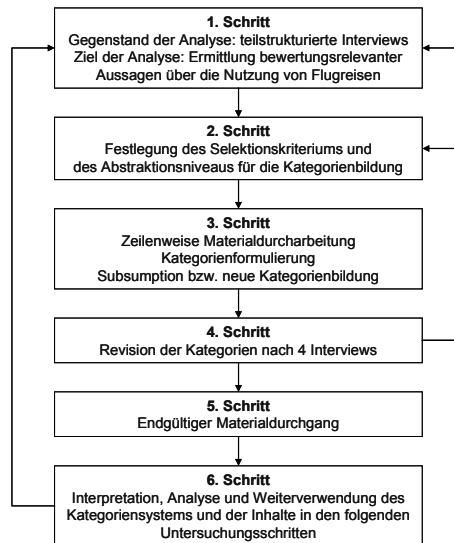 1. Schritt
Gegenstand der Analyse: teilstrukturierte Interviews
Ziel der Analyse: Ermittlung bewertungsrelevanter
Aussagen über die Nutzung von Flugreisen
2. Schritt
Festlegung des Selektionskriteriums und
des Abstraktionsniveaus für die Kategorienbildung
3. Schritt
Zeilenweise Materialdurcharbeitung
Kategorienformulierung
Subsumption bzw. neue Kategorienbildung
4. Schritt
Revision der Kategorien nach 4 Interviews
5. Schritt
Endgültiger Materialdurchgang
6. Schritt
Interpretation, Analyse und Weiterverwendung des
Kategoriensystems und der Inhalte in den folgenden
Untersuchungsschritten